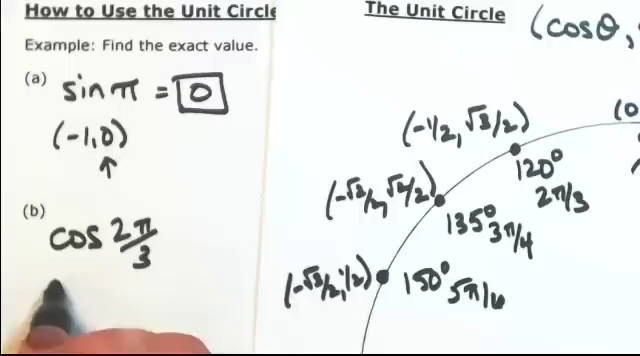 How to Use the Unit Circle
Example: Find the exact value.
(a) sin π = 0
(-1,0)
(b)
cos 2π/3
The Unit Circle
(cosθ,
(0
(-1/2, √3/2)
120°
2π/3
(-√2/2, √2/2)
135° 3π/4
(-√3/2, 1/2) 150° 5π/6